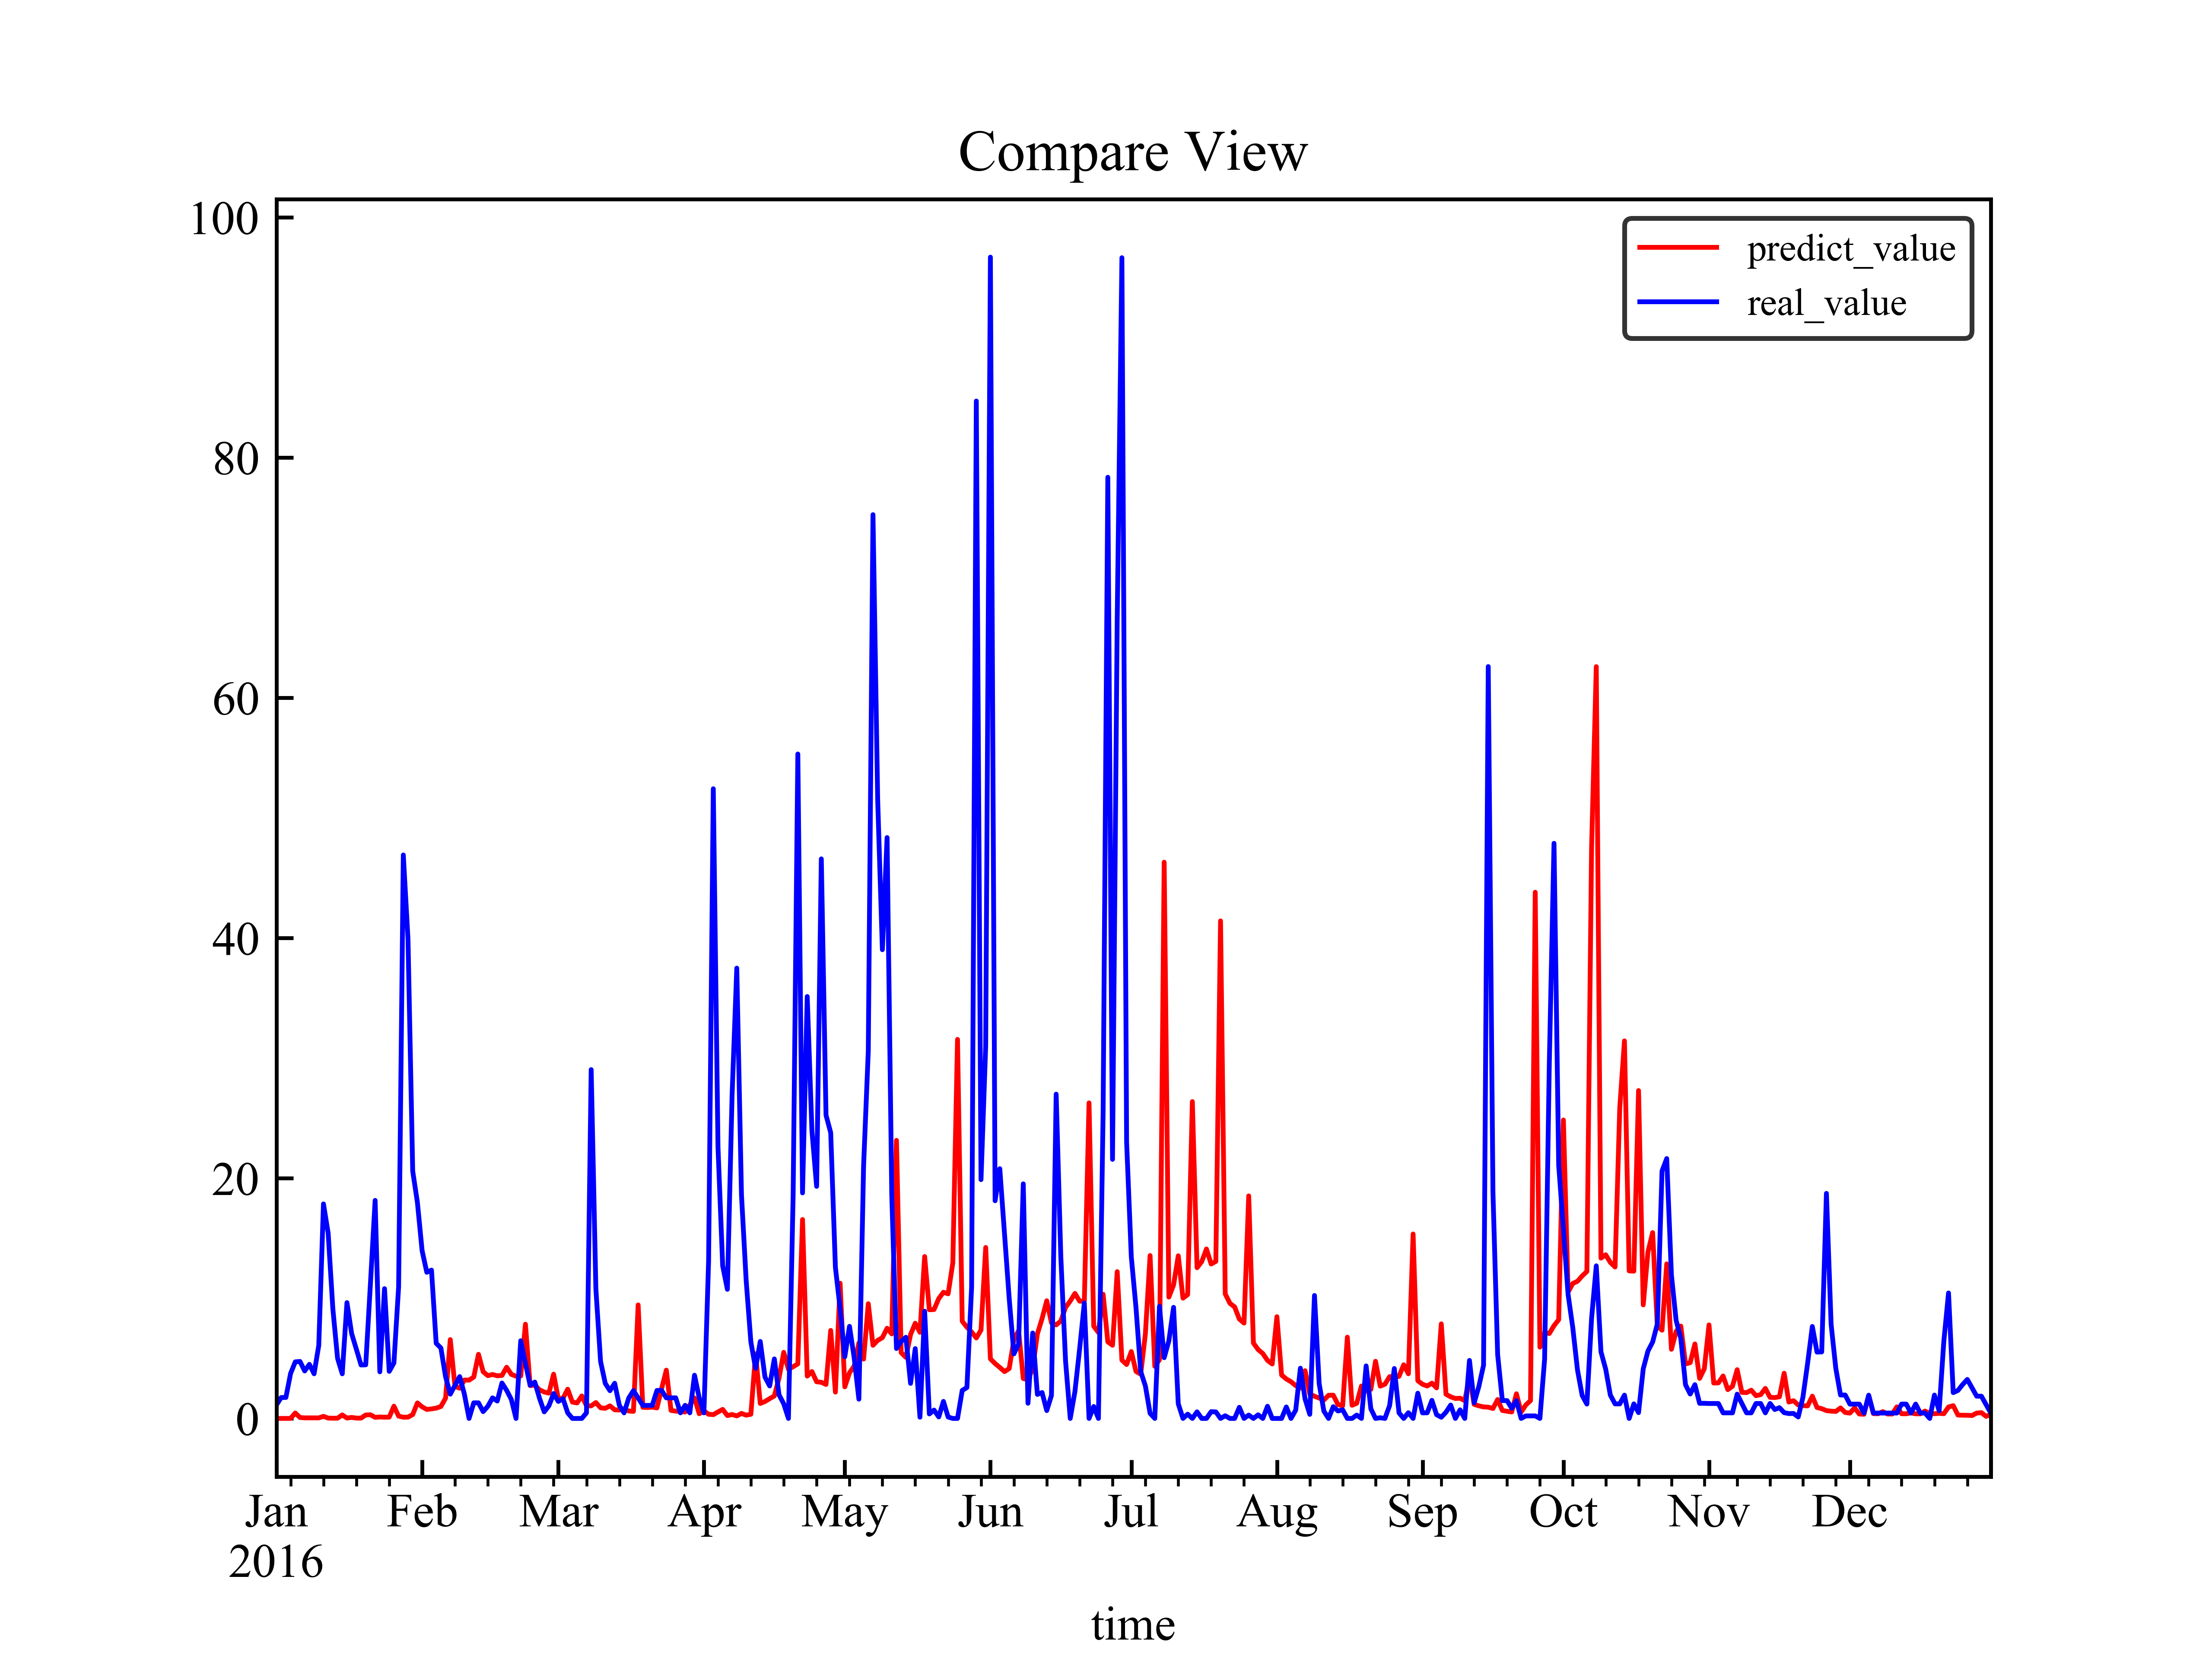 Compare View
100
80
60
40
20
0
predict_value
real_value
Jan Feb Mar Apr May Jun Jul Aug Sep Oct Nov Dec
2016
time